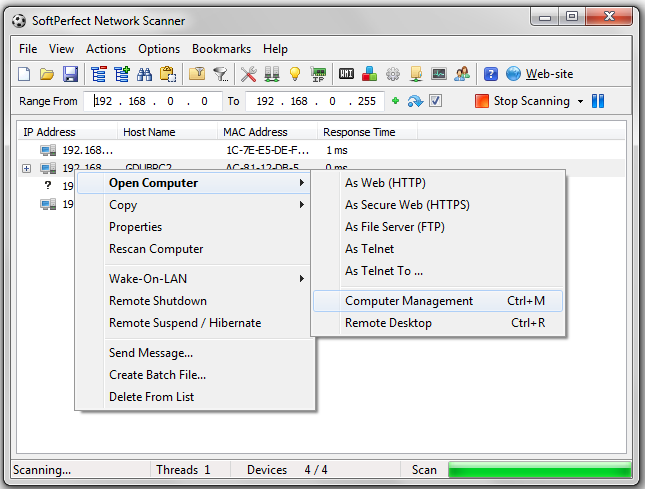 SoftPerfect Network Scanner
File View Actions Options Bookmarks Help
WMI IP Web-site
Range From 192 . 168 . 0 . 0 To 192 . 168 . 0 . 255 Stop Scanning
IP Address Host Name MAC Address Response Time
192.168... 1C-7E-E5-DE-F... 1 ms
192.168 GDUBPC2 AC-81-12-DB-5 0 ms
? 19
19
Open Computer
Copy
Properties
Rescan Computer
Wake-On-LAN
Remote Shutdown
Remote Suspend / Hibernate
Send Message...
Create Batch File...
Delete From List
As Web (HTTP)
As Secure Web (HTTPS)
As File Server (FTP)
As Telnet
As Telnet To ...
Computer Management Ctrl+M
Remote Desktop Ctrl+R
Scanning... Threads 1 Devices 4 / 4 Scan